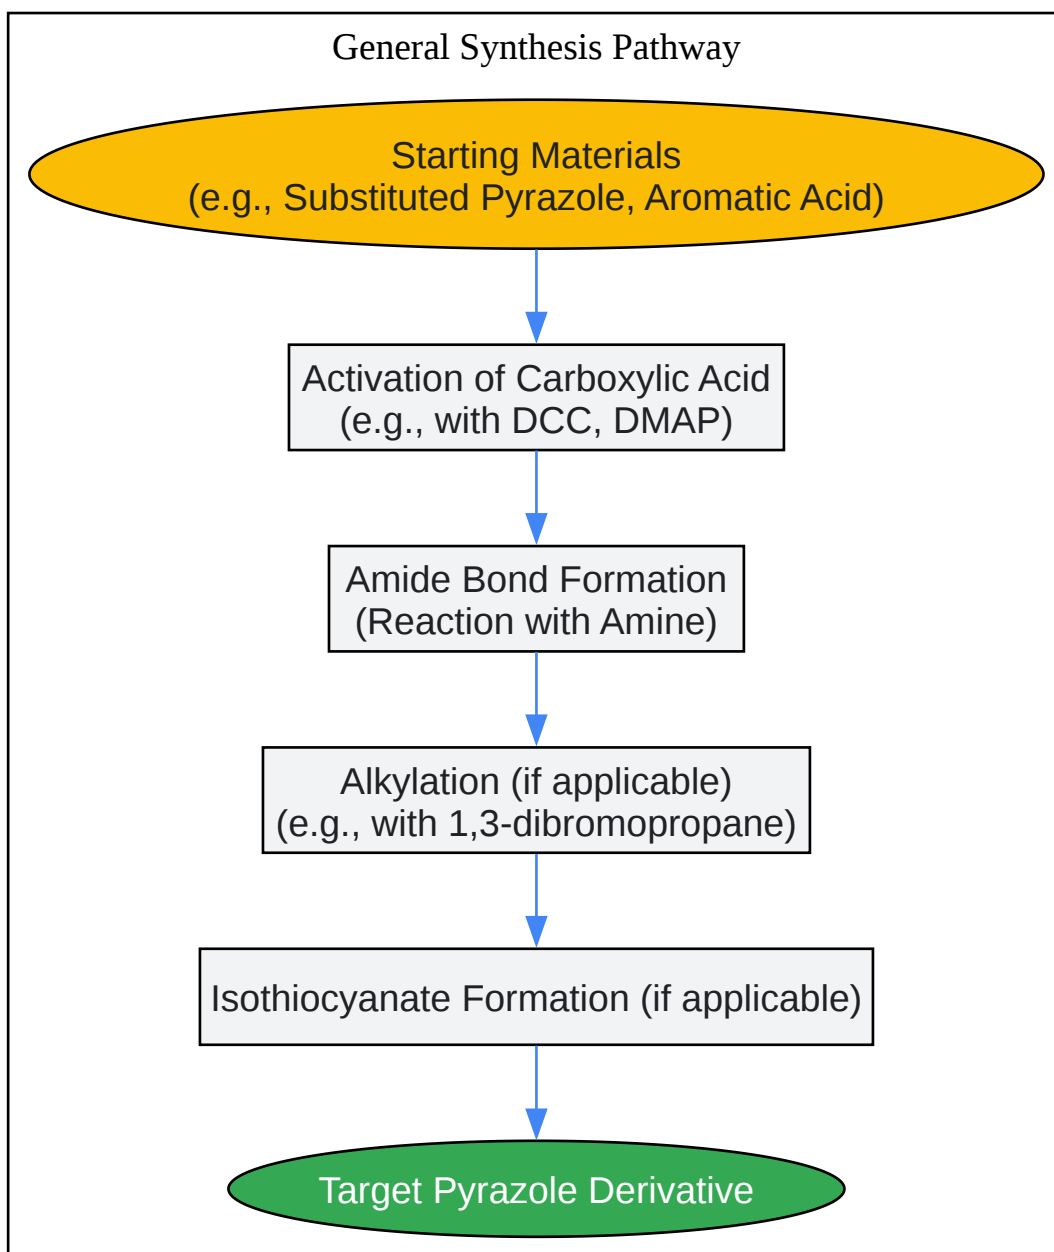 General Synthesis Pathway
Starting Materials
(e.g., Substituted Pyrazole, Aromatic Acid)
Activation of Carboxylic Acid
(e.g., with DCC, DMAP)
Amide Bond Formation
(Reaction with Amine)
Alkylation (if applicable)
(e.g., with 1,3-dibromopropane)
Isothiocyanate Formation (if applicable)
Target Pyrazole Derivative